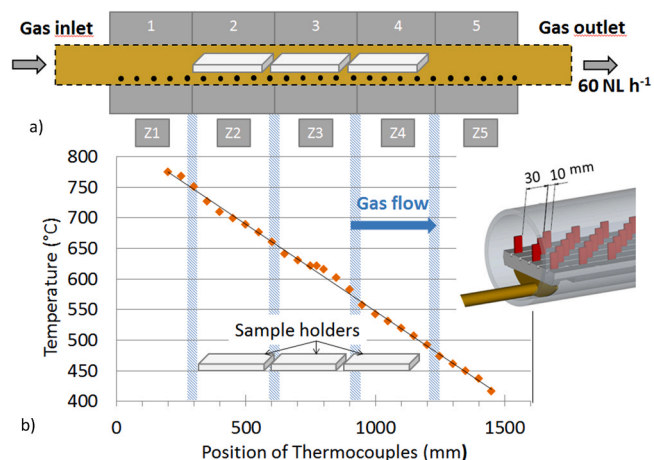 Gas inlet
1 2 3 4 5
Gas outlet
60 NL h⁻¹
a)
Z1 Z2 Z3 Z4 Z5
800
750
700
650
600
550
500
450
400
Temperature (°C)
Gas flow
Sample holders
30 10 mm
b)
0 500 1000 1500
Position of Thermocouples (mm)